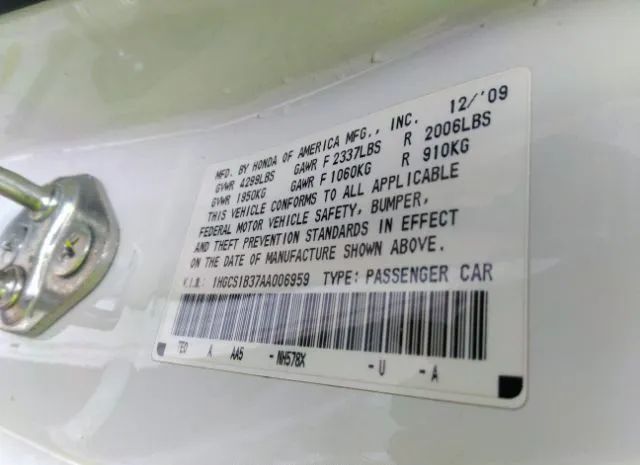 12/'09
MFD. BY HONDA OF AMERICA MFG., INC.
GVWR 4299LBS GAWR F 2337LBS R 2006LBS
GVWR 1950KG GAWR F 1060KG R 910KG
THIS VEHICLE CONFORMS TO ALL APPLICABLE
FEDERAL MOTOR VEHICLE SAFETY, BUMPER,
AND THEFT PREVENTION STANDARDS IN EFFECT
ON THE DATE OF MANUFACTURE SHOWN ABOVE.
V.I.N: 1HGCS1B37AA006959 TYPE: PASSENGER CAR
TE0 A AA5 -NH578X -U -A